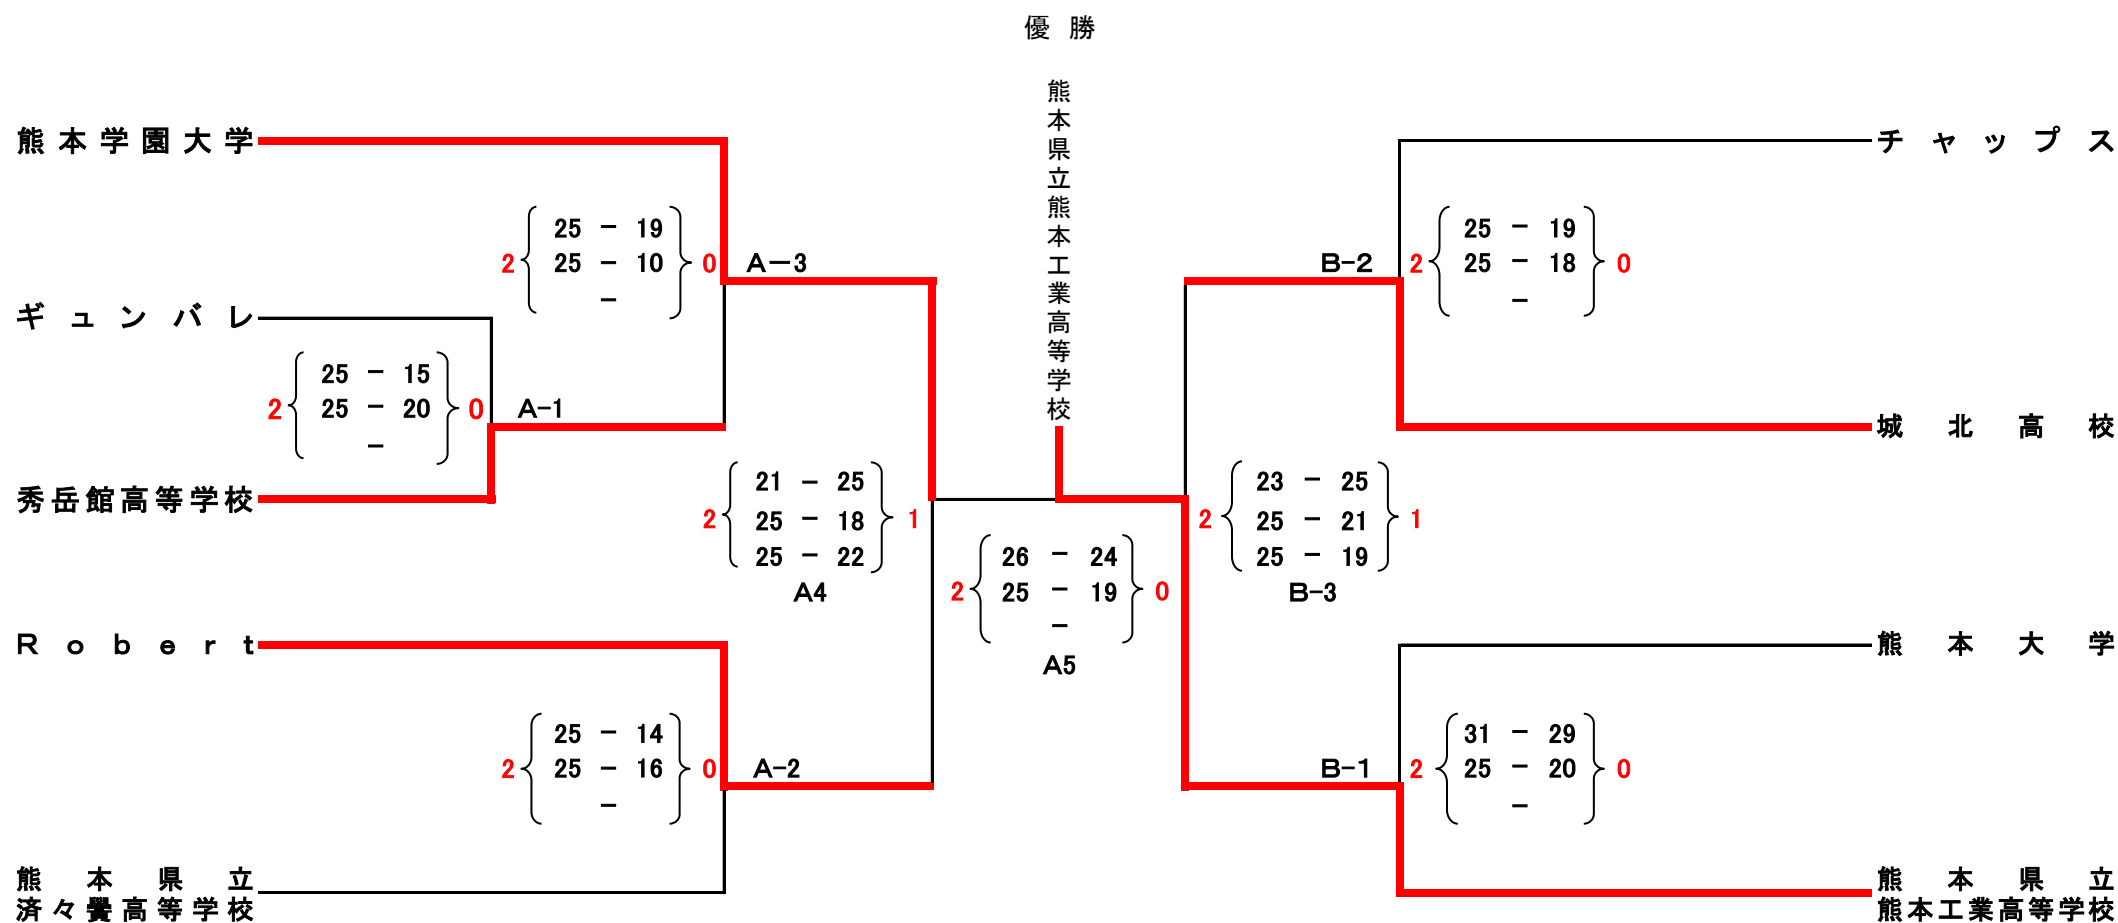 優勝
熊本県立熊本工業高等学校
熊本学園大学
チャップス
25 － 19
2 25 － 10 0
－
A－3
25 － 19
B-2 2 25 － 18 0
－
ギュンバレ
25 － 15
2 25 － 20 0
－
A-1
城北高校
秀岳館高等学校
21 － 25
2 25 － 18 1
25 － 22
A4
23 － 25
2 25 － 21 1
25 － 19
B-3
26 － 24
2 25 － 19 0
－
A5
Robert
熊本大学
25 － 14
2 25 － 16 0
－
A-2
31 － 29
B-1 2 25 － 20 0
－
熊本県立
済々黌高等学校
熊本県立
熊本工業高等学校